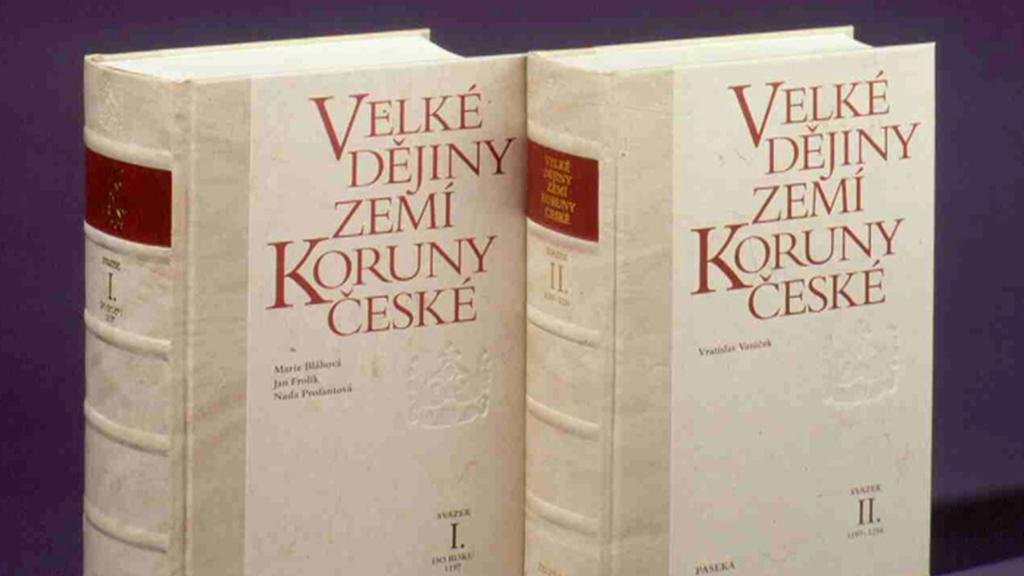 VELKÉ
DĚJINY
ZEMÍ
KORUNY
ČESKÉ
Marie Bláhová
Jan Frolík
Naďa Profantová
SVAZEK
I.
DO ROKU
1197
I.
VELKÉ
DĚJINY
ZEMÍ
KORUNY
ČESKÉ
SVAZEK
II.
VELKÉ
DĚJINY
ZEMÍ
KORUNY
ČESKÉ
Vratislav Vaníček
SVAZEK
II.
1197–1250
PASEKA